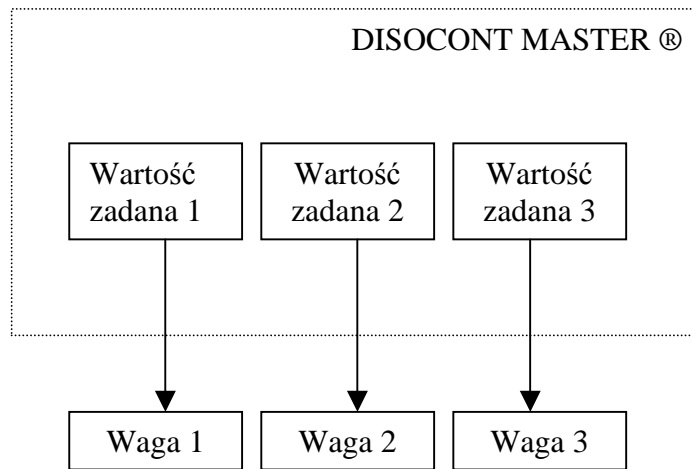 DISOCONT MASTER ®
Wartość
zadana 1
Wartość
zadana 2
Wartość
zadana 3
Waga 1
Waga 2
Waga 3